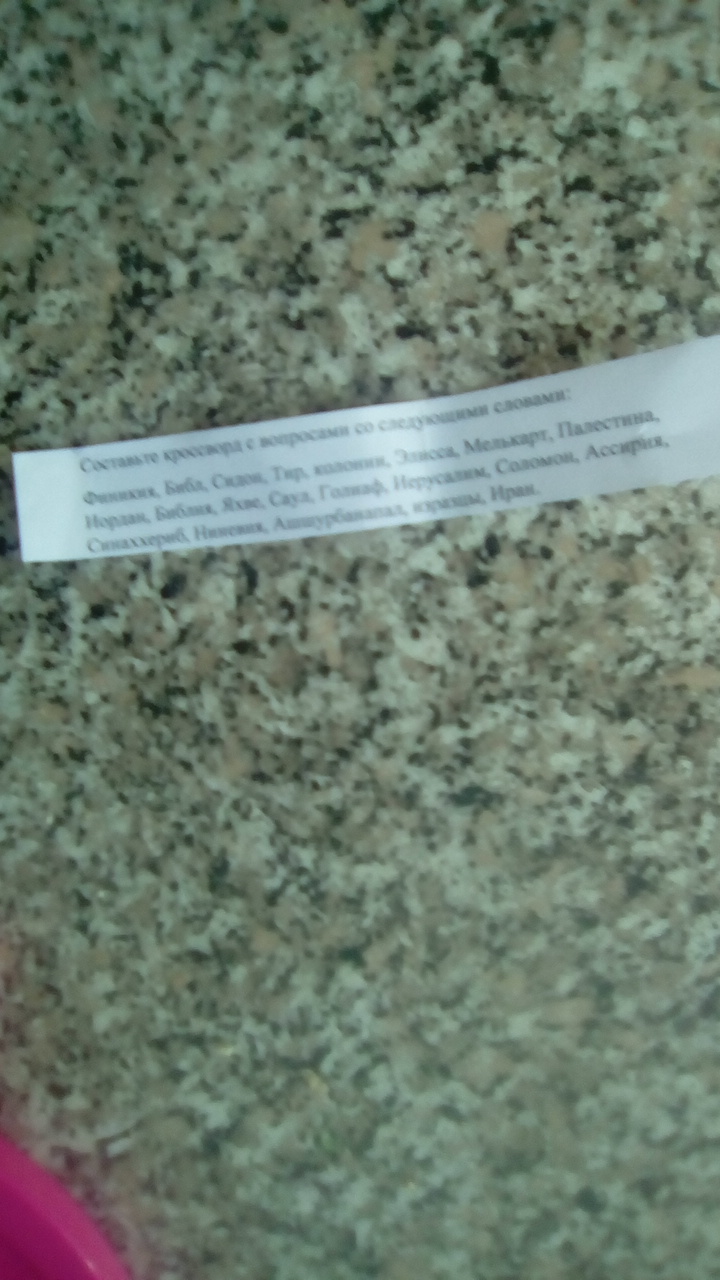 Составьте кроссворд с вопросами со следующими словами:
Финикия, Библ, Сидон, Тир, колонии, Элисса, Мелькарт, Палестина,
Иордан, Библия, Яхве, Саул, Голиаф, Иерусалим, Соломон, Ассирия,
Синаххериб, Ниневия, Ашшурбанапал, изразцы, Иран.